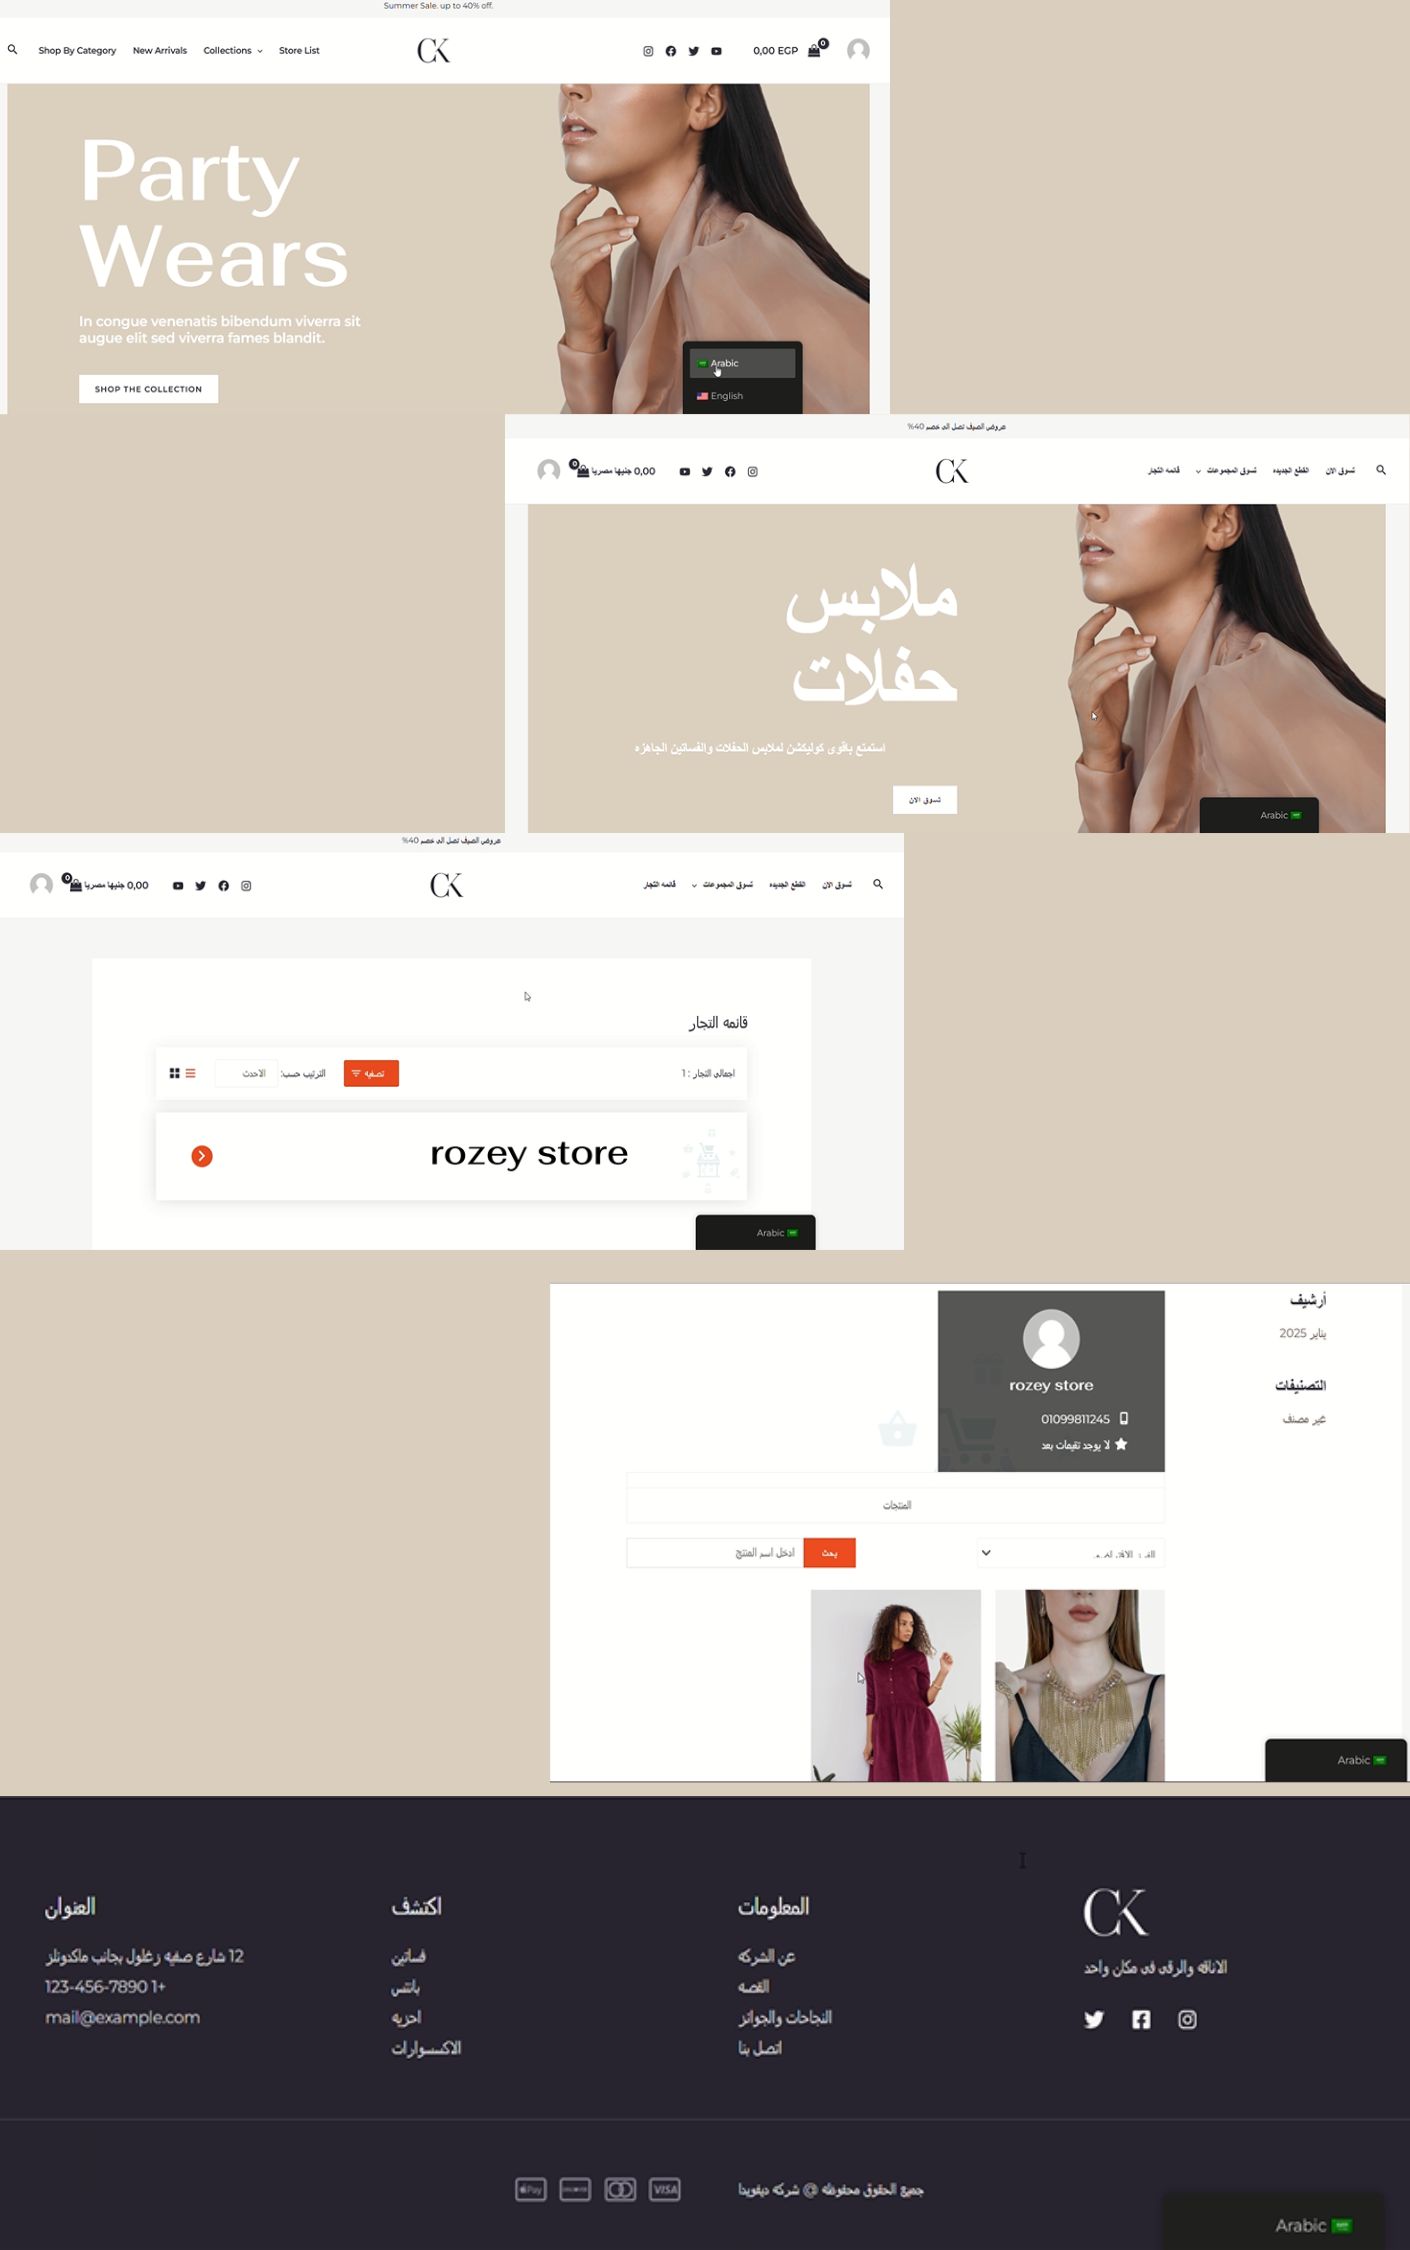 Summer Sale. up to 40% off.
Shop By Category New Arrivals Collections Store List
CK
0,00 EGP 0
Party
Wears
In congue venenatis bibendum viverra sit
augue elit sed viverra fames blandit.
SHOP THE COLLECTION
Arabic
English
عروض الصيف تصل الى خصم 40%
تسوق الان القطع الجديده تسوق المجموعات قائمه التجار
CK
0,00 جنيها مصريا 0
ملابس
حفلات
استمتع باقوى كوليكشن لملابس الحفلات والفساتين الجاهزه
تسوق الان
Arabic
عروض الصيف تصل الى خصم 40%
تسوق الان القطع الجديده تسوق المجموعات قائمه التجار
CK
0,00 جنيها مصريا 0
قائمه التجار
اجمالى التجار : 1
تصفيه
الترتيب حسب:
الاحدث
rozey store
Arabic
أرشيف
يناير 2025
التصنيفات
غير مصنف
rozey store
01099811245
لا يوجد تقيمات بعد
المنتجات
ادخل اسم المنتج
بحث
Arabic
CK
الاناقه والرقى فى مكان واحد
المعلومات
عن الشركه
القصه
النجاحات والجوائز
اتصل بنا
اكتشف
فساتين
بانتس
احزيه
الاكسسوارات
العنوان
12 شارع صفيه زغلول بجانب ماكدونلز
123-456-7890 1+
mail@example.com
جميع الحقوق محفوظه @ شركه ديفويدا
VISA
DISCOVER
Pay
Arabic